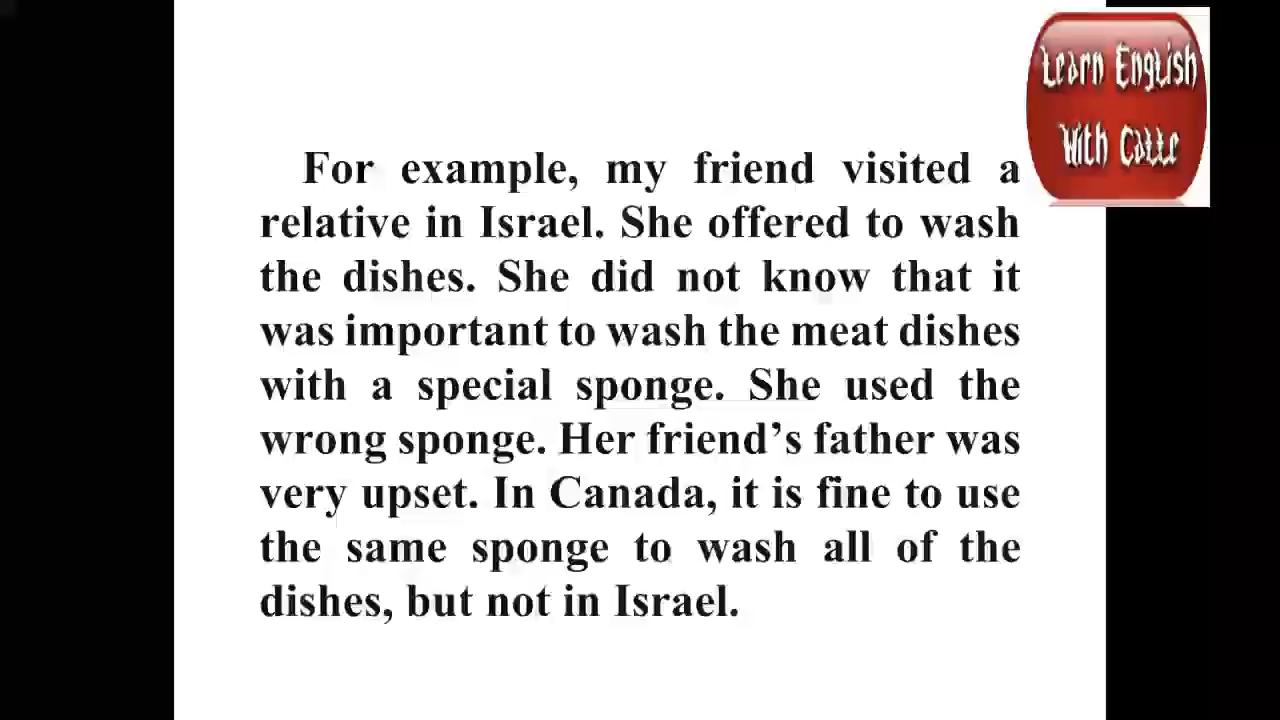 Learn English
With Catte
For example, my friend visited a
relative in Israel. She offered to wash
the dishes. She did not know that it
was important to wash the meat dishes
with a special sponge. She used the
wrong sponge. Her friend’s father was
very upset. In Canada, it is fine to use
the same sponge to wash all of the
dishes, but not in Israel.